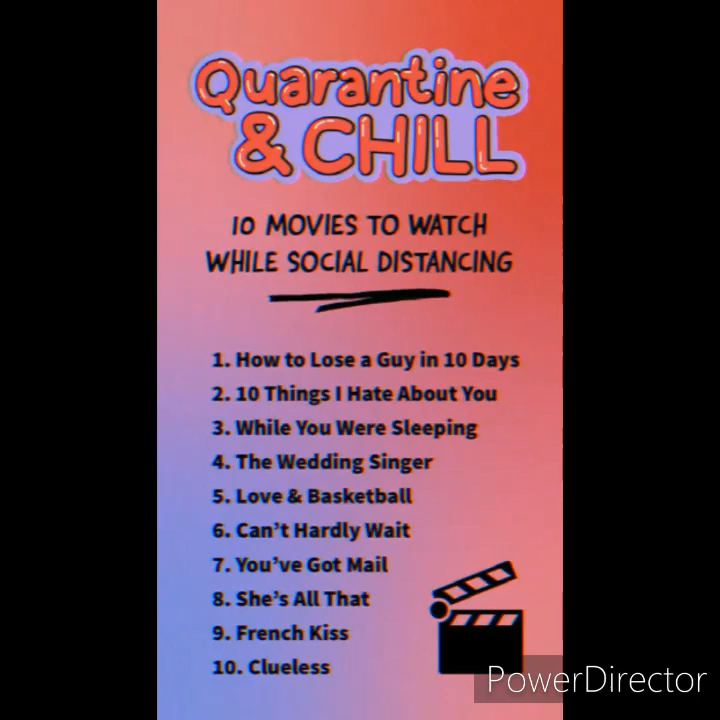 Quarantine
& CHILL
10 MOVIES TO WATCH
WHILE SOCIAL DISTANCING
1. How to Lose a Guy in 10 Days
2. 10 Things I Hate About You
3. While You Were Sleeping
4. The Wedding Singer
5. Love & Basketball
6. Can’t Hardly Wait
7. You’ve Got Mail
8. She’s All That
9. French Kiss
10. Clueless
PowerDirector